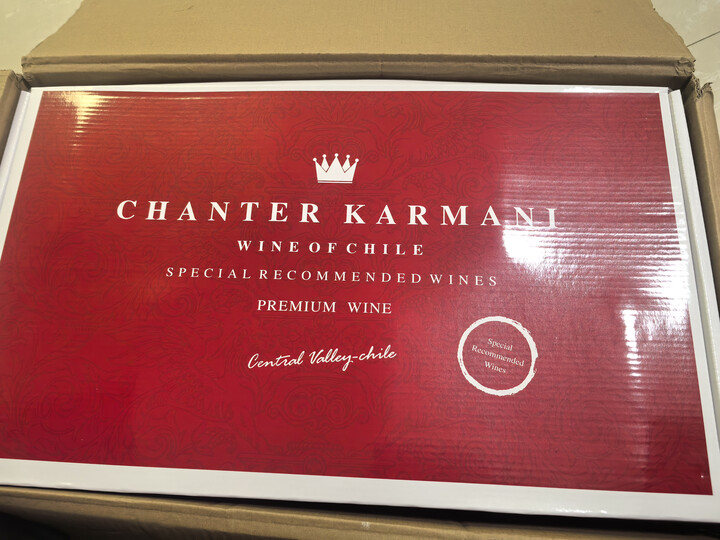 CHANTER KARMANI
WINE OF CHILE
SPECIAL RECOMMENDED WINES
PREMIUM WINE
Central Valley-chile
Special
Recommended
Wines